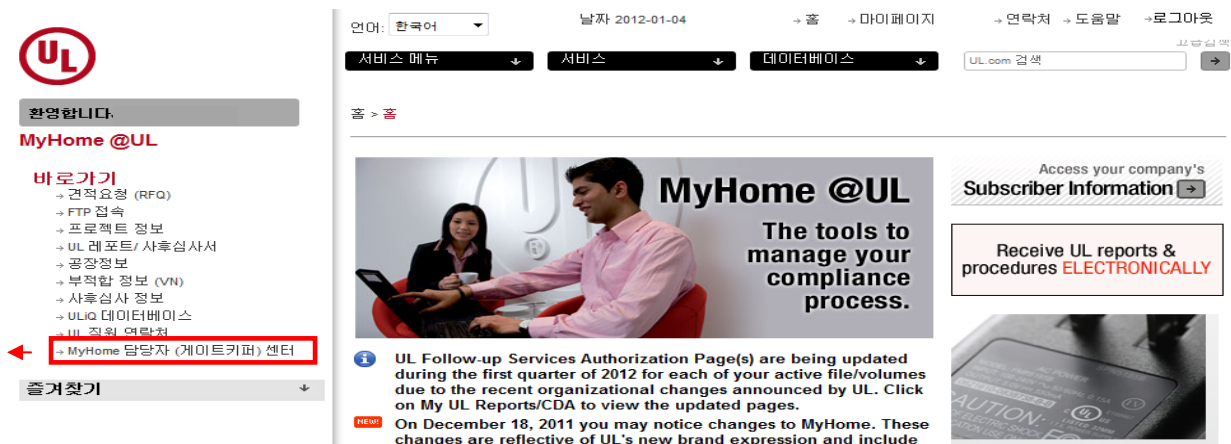 언어: 한국어
날짜 2012-01-04
→ 홈 → 마이페이지 → 연락처 → 도움말 → 로그아웃
고급검색
서비스 메뉴
서비스
데이터베이스
UL.com 검색
UL
환영합니다.
MyHome @UL
바로가기
→ 견적요청 (RFQ)
→ FTP 접속
→ 프로젝트 정보
→ UL 레포트/ 사후심사서
→ 공장정보
→ 부적합 정보 (VN)
→ 사후심사 정보
→ ULiQ 데이터베이스
→ UL 직원 연락처
→ MyHome 담당자 (게이트키퍼) 센터
즐겨찾기
홈 > 홈
MyHome @UL
The tools to
manage your
compliance
process.
Access your company's
Subscriber Information
Receive UL reports &
procedures ELECTRONICALLY
UL Follow-up Services Authorization Page(s) are being updated
during the first quarter of 2012 for each of your active file/volumes
due to the recent organizational changes announced by UL. Click
on My UL Reports/CDA to view the updated pages.
NEW! On December 18, 2011 you may notice changes to MyHome. These
changes are reflective of UL's new brand expression and include
AC POWER
CAUTION:
UL
LISTED